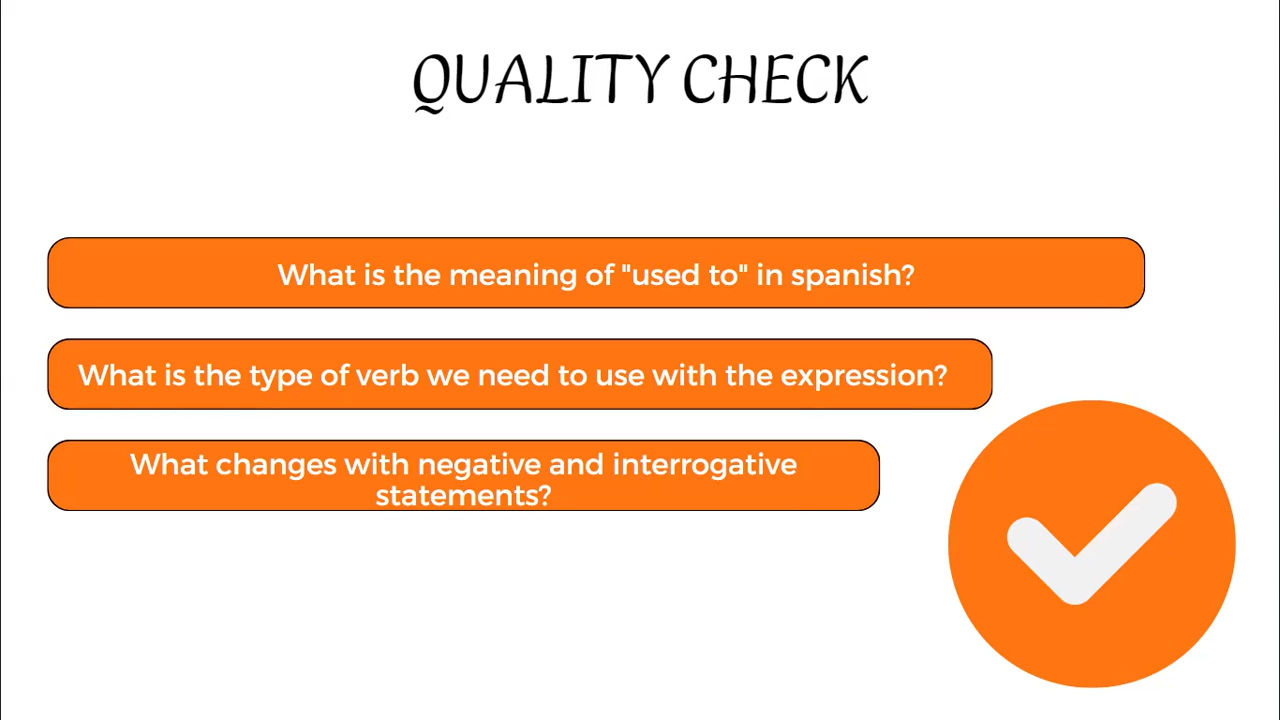 QUALITY CHECK
What is the meaning of "used to" in spanish?
What is the type of verb we need to use with the expression?
What changes with negative and interrogative
statements?